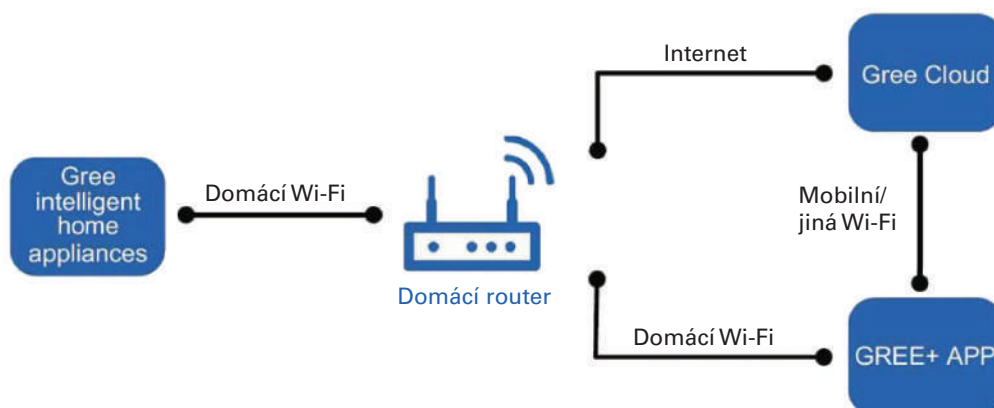 Internet
Gree Cloud
Gree
intelligent
home
appliances
Domácí Wi-Fi
Mobilní/
jiná Wi-Fi
Domácí router
Domácí Wi-Fi
GREE+ APP